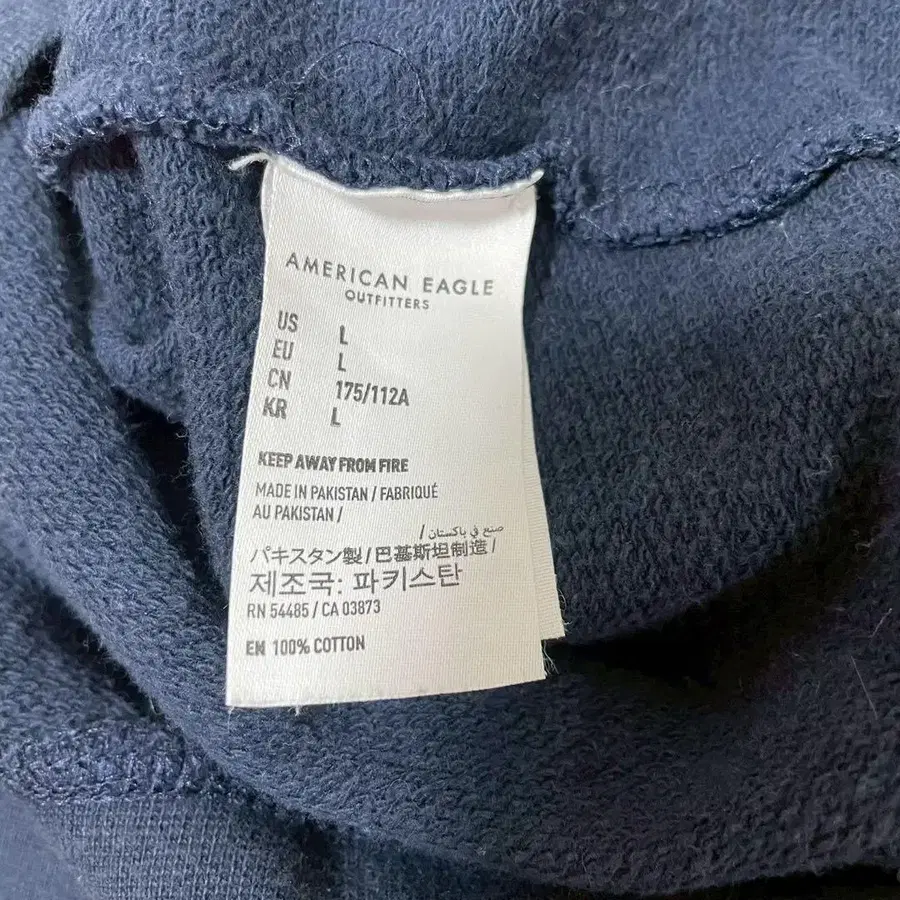 AMERICAN EAGLE
OUTFITTERS
US L
EU L
CN 175/112A
KR L
KEEP AWAY FROM FIRE
MADE IN PAKISTAN / FABRIQUÉ
AU PAKISTAN /
صنع في باكستان /
パキスタン製 / 巴基斯坦制造 /
제조국: 파키스탄
RN 54485 / CA 03873
EN 100% COTTON